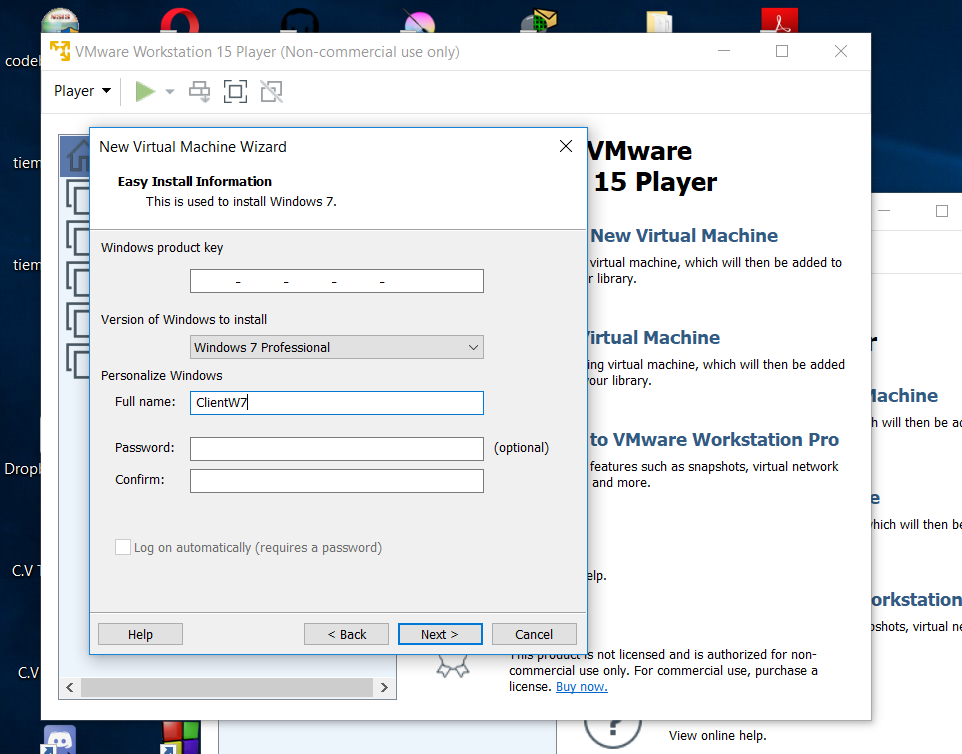 NSIS
codel
tiem
tiem
Dropl
C.V T
C.V
VMware Workstation 15 Player (Non-commercial use only)
Player
New Virtual Machine Wizard
Easy Install Information
This is used to install Windows 7.
Windows product key
- - - -
Version of Windows to install
Windows 7 Professional
Personalize Windows
Full name: ClientW7
Password: (optional)
Confirm:
Log on automatically (requires a password)
Help < Back Next > Cancel
VMware
15 Player
New Virtual Machine
virtual machine, which will then be added to
r library.
Virtual Machine
ing virtual machine, which will then be added
our library.
to VMware Workstation Pro
features such as snapshots, virtual network
and more.
elp.
This product is not licensed and is authorized for non-
commercial use only. For commercial use, purchase a
license. Buy now.
r
Machine
h will then be ad
e
hich will then be
orkstation
pshots, virtual ne
? View online help.